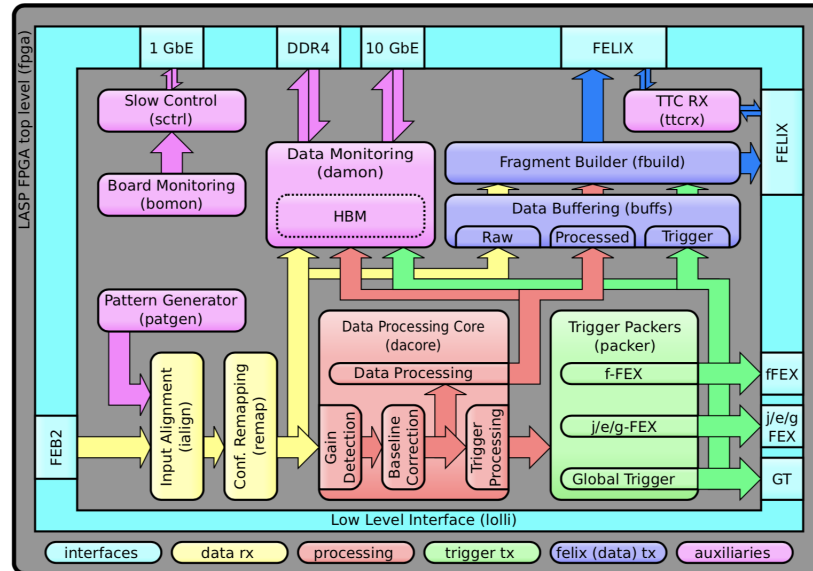 LASP FPGA top level (fpga)
1 GbE
DDR4
10 GbE
FELIX
Slow Control
(sctrl)
TTC RX
(ttcrx)
FELIX
Data Monitoring
(damon)
HBM
Fragment Builder (fbuild)
Board Monitoring
(bomon)
Data Buffering (buffs)
Raw
Processed
Trigger
Pattern Generator
(patgen)
Data Processing Core
(dacore)
Data Processing
Trigger Packers
(packer)
f-FEX
fFEX
FEB2
Input Alignment
(ialign)
Conf. Remapping
(remap)
Gain
Detection
Baseline
Correction
Trigger
Processing
j/e/g-FEX
j/e/g
FEX
Global Trigger
GT
Low Level Interface (lolli)
interfaces
data rx
processing
trigger tx
felix (data) tx
auxiliaries